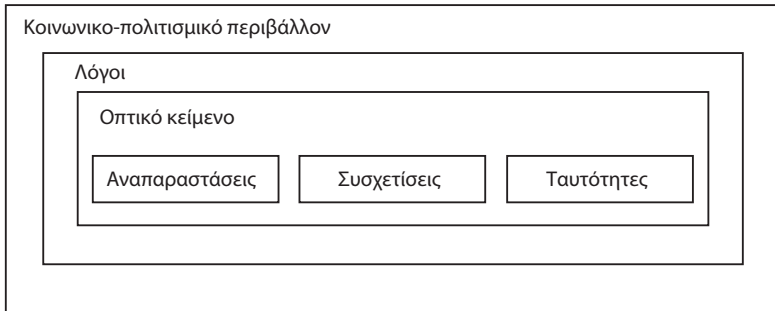 Κοινωνικο-πολιτισμικό περιβάλλον
Λόγοι
Οπτικό κείμενο
Αναπαραστάσεις Συσχετίσεις Ταυτότητες